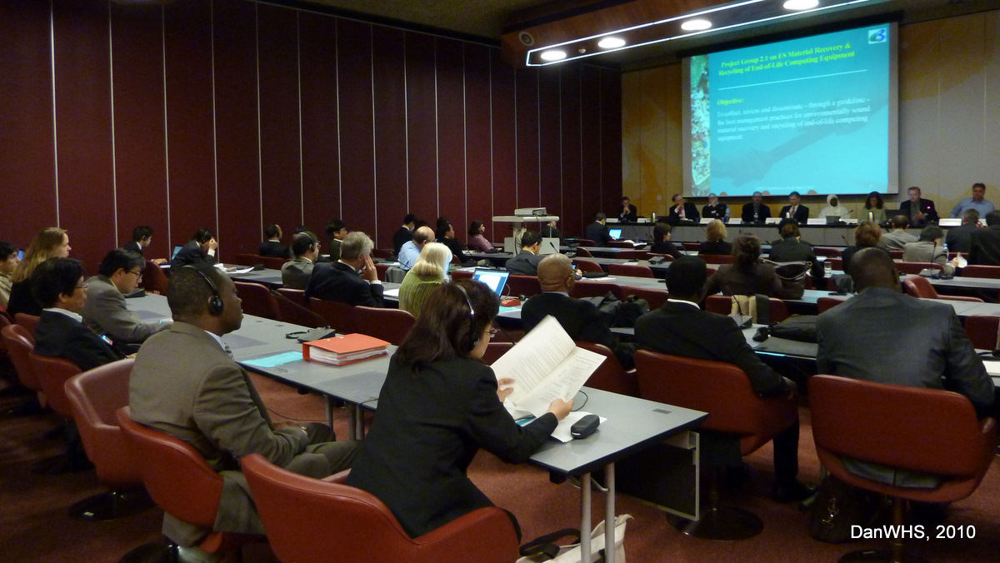 Project Group 2.1 on ES Material Recovery &
Recycling of End-of-Life Computing Equipment
Objective:
To collect, review and disseminate - through a guideline -
the best management practices for environmentally sound
material recovery and recycling of end-of-life computing
equipment
DanWHS, 2010